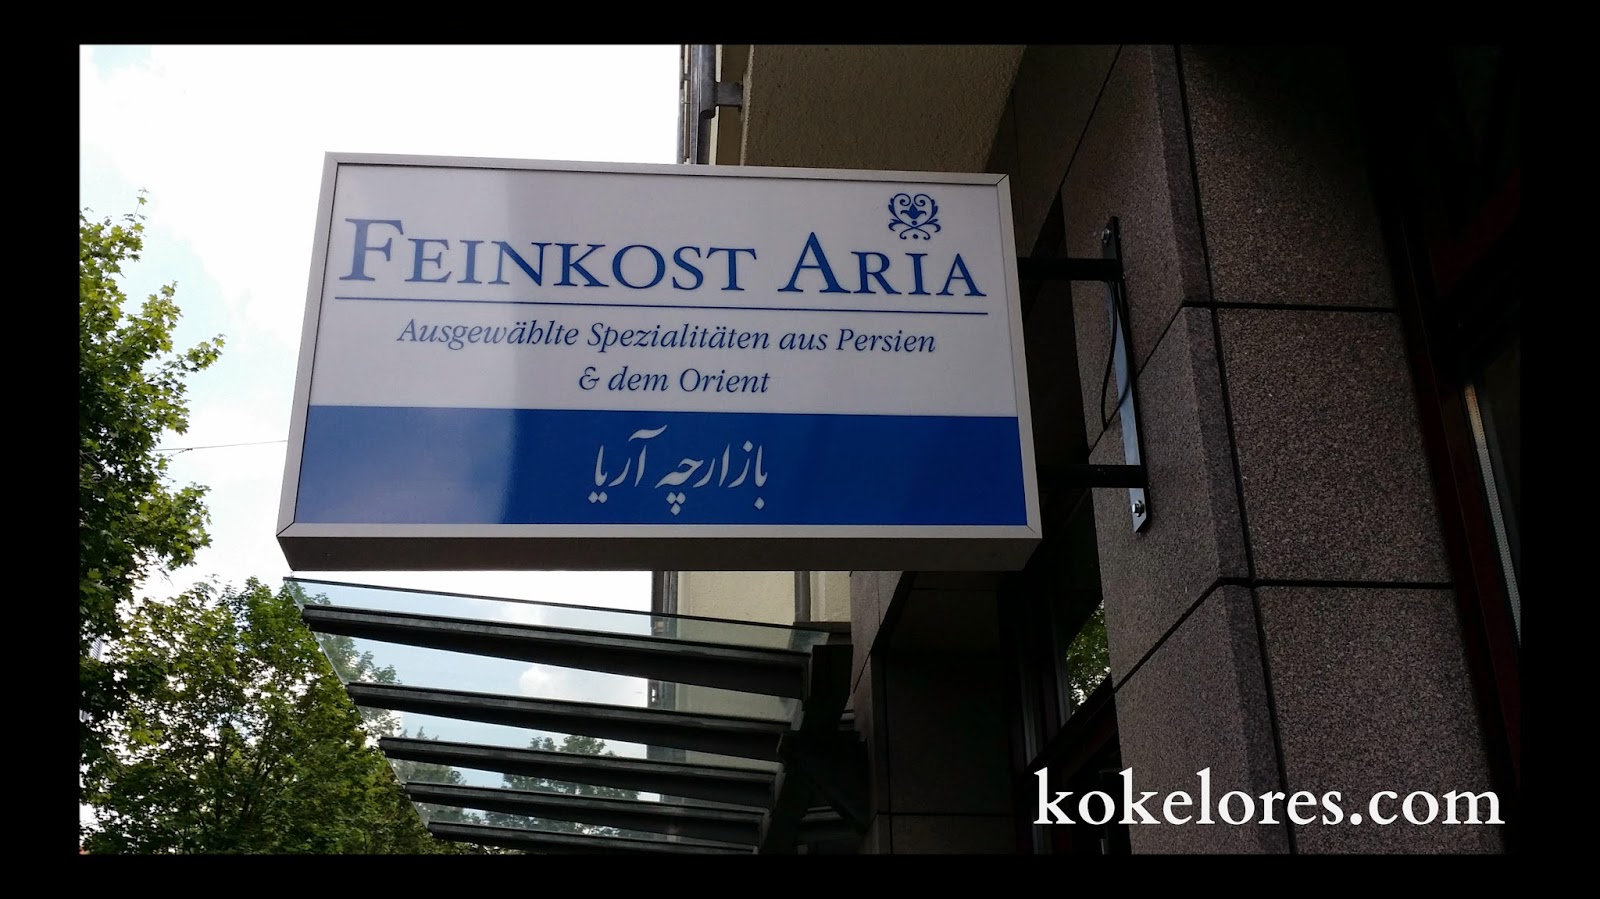 FEINKOST ARIA
Ausgewählte Spezialitäten aus Persien
& dem Orient
بازارچه آریا
kokelores.com